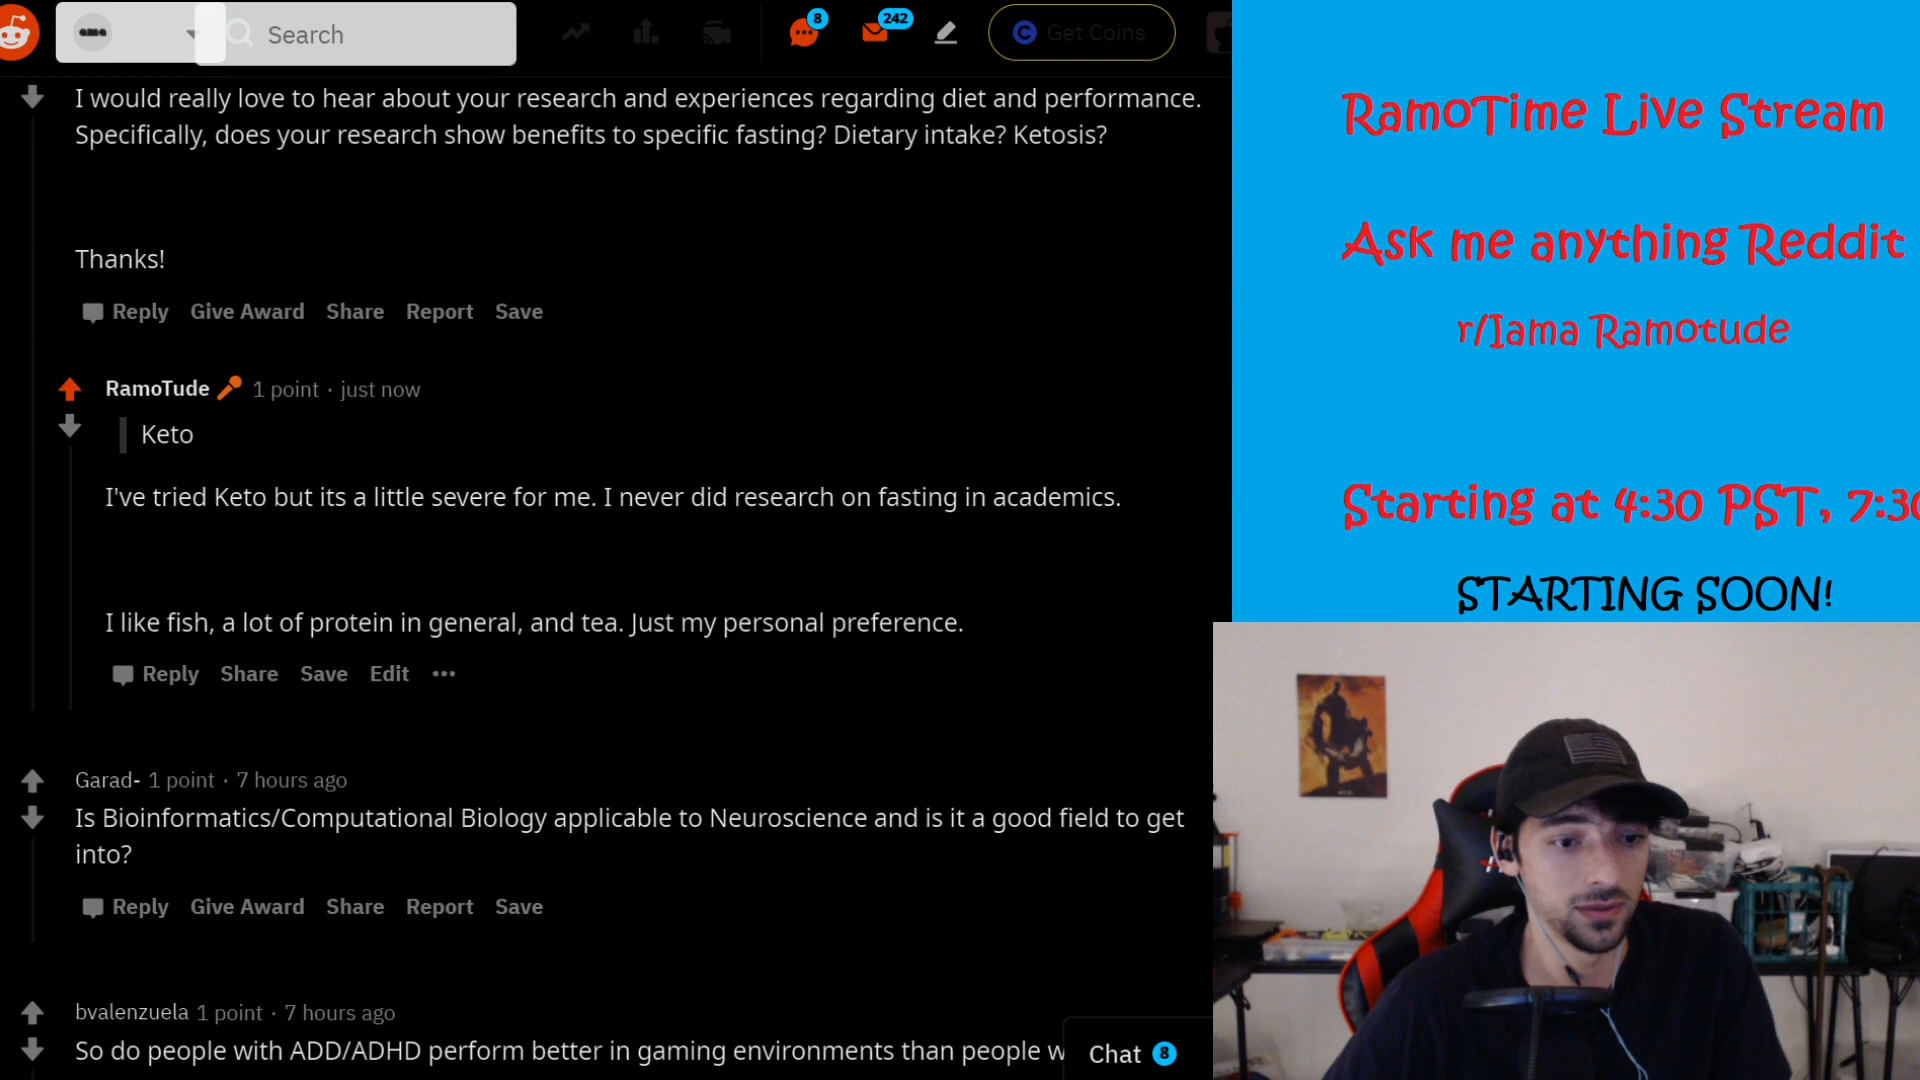 ama
Search
8
242
Get Coins
I would really love to hear about your research and experiences regarding diet and performance.
Specifically, does your research show benefits to specific fasting? Dietary intake? Ketosis?
Thanks!
Reply Give Award Share Report Save
RamoTude 1 point · just now
Keto
I've tried Keto but its a little severe for me. I never did research on fasting in academics.
I like fish, a lot of protein in general, and tea. Just my personal preference.
Reply Share Save Edit •••
Garad- 1 point · 7 hours ago
Is Bioinformatics/Computational Biology applicable to Neuroscience and is it a good field to get
into?
Reply Give Award Share Report Save
bvalenzuela 1 point · 7 hours ago
So do people with ADD/ADHD perform better in gaming environments than people w
Chat 8
RamoTime Live Stream
Ask me anything Reddit
r/Iama Ramotude
Starting at 4:30 PST, 7:30
STARTING SOON!